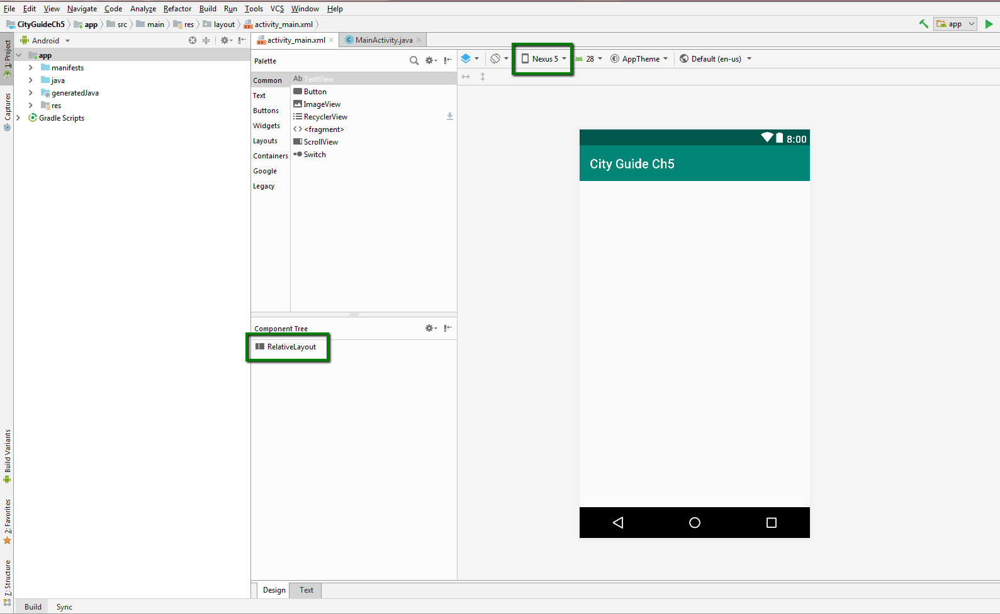 File Edit View Navigate Code Analyze Refactor Build Run Tools VCS Window Help
CityGuideCh5 app src main res layout activity_main.xml app
1: Project
Captures
Build Variants
2: Favorites
7: Structure
Android
app
manifests
java
generatedJava
res
Gradle Scripts
activity_main.xml MainActivity.java
Palette
Common
Text
Buttons
Widgets
Layouts
Containers
Google
Legacy
Ab TextView
Button
ImageView
RecyclerView
<fragment>
ScrollView
Switch
Component Tree
RelativeLayout
Nexus 5 28 AppTheme Default (en-us)
8:00
City Guide Ch5
Design Text
Build Sync